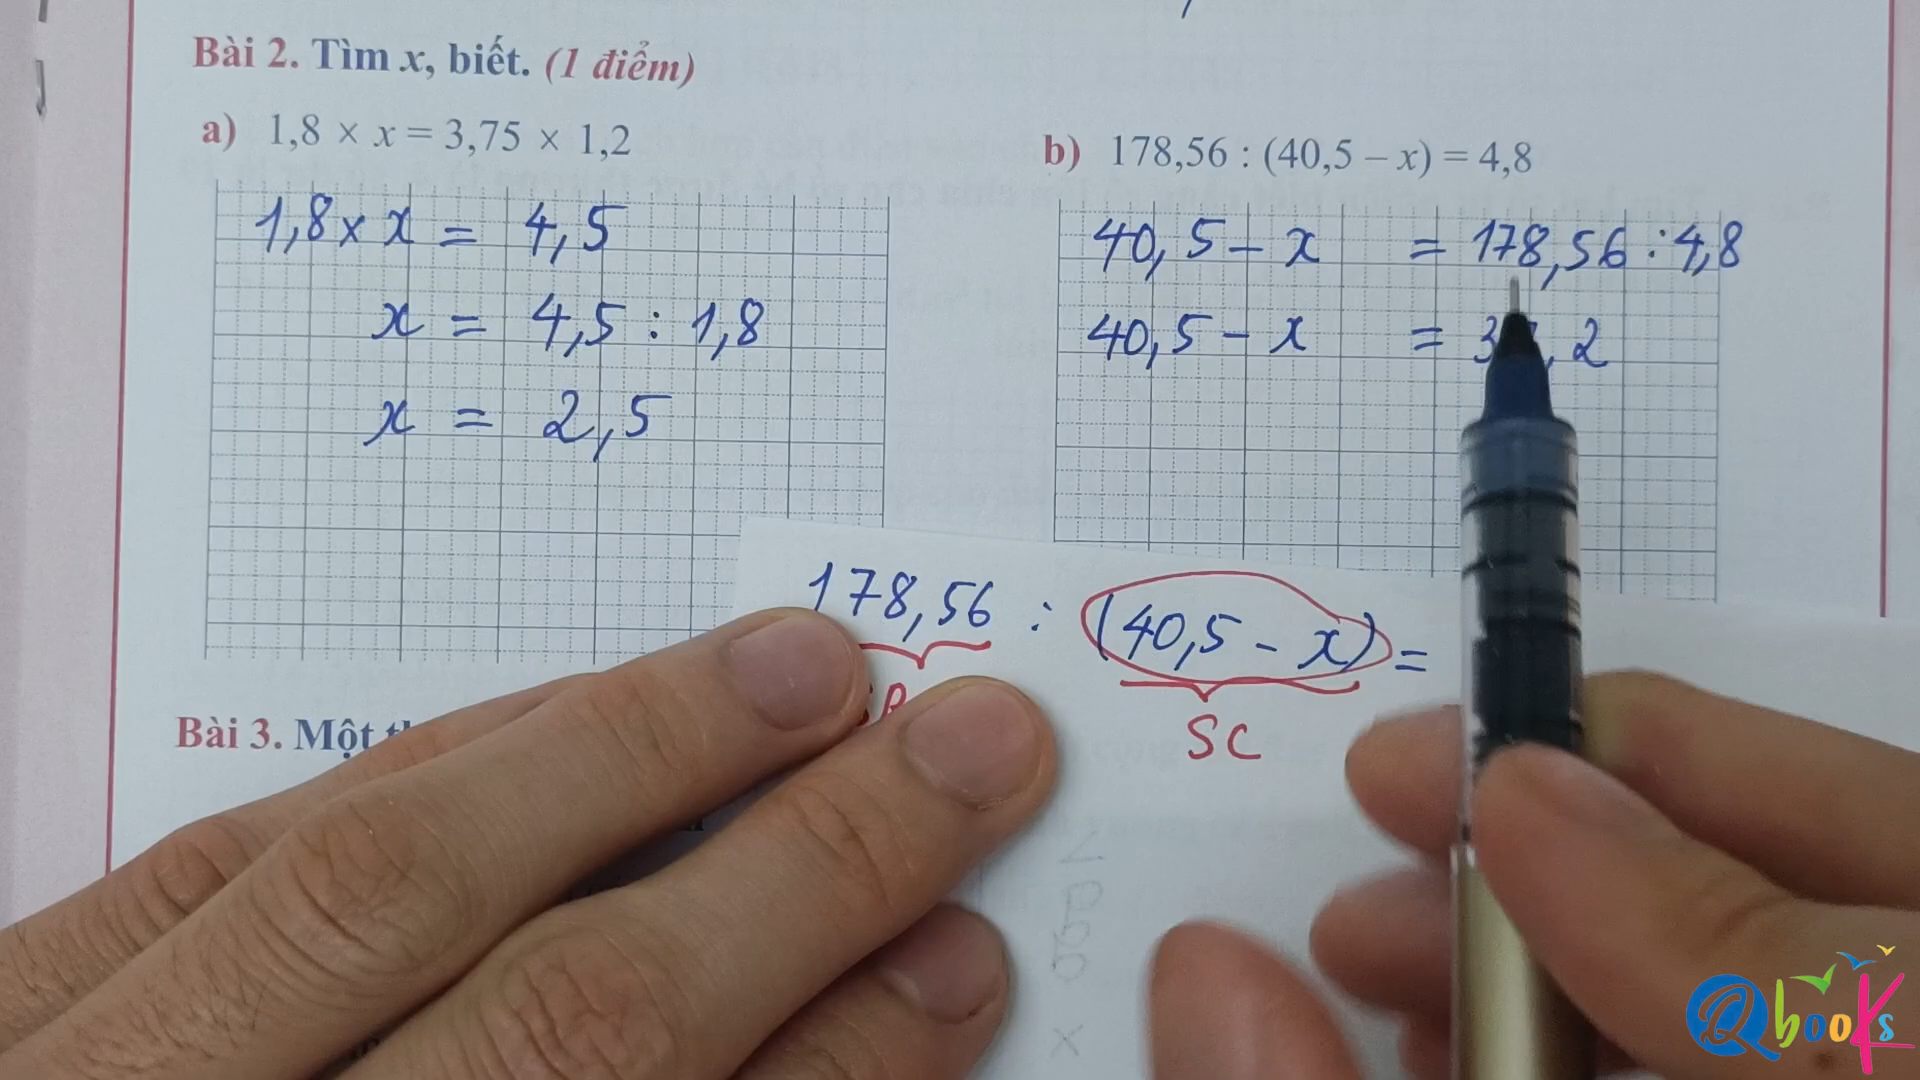 Bài 2. Tìm x, biết. (1 điểm)
a) 1,8 × x = 3,75 × 1,2
1,8 × x = 4,5
x = 4,5 : 1,8
x = 2,5
b) 178,56 : (40,5 – x) = 4,8
40,5 – x = 178,56 : 4,8
40,5 – x = 3 ,2
178,56 : (40,5 – x) =
SC
Bài 3. Một
Qbooks